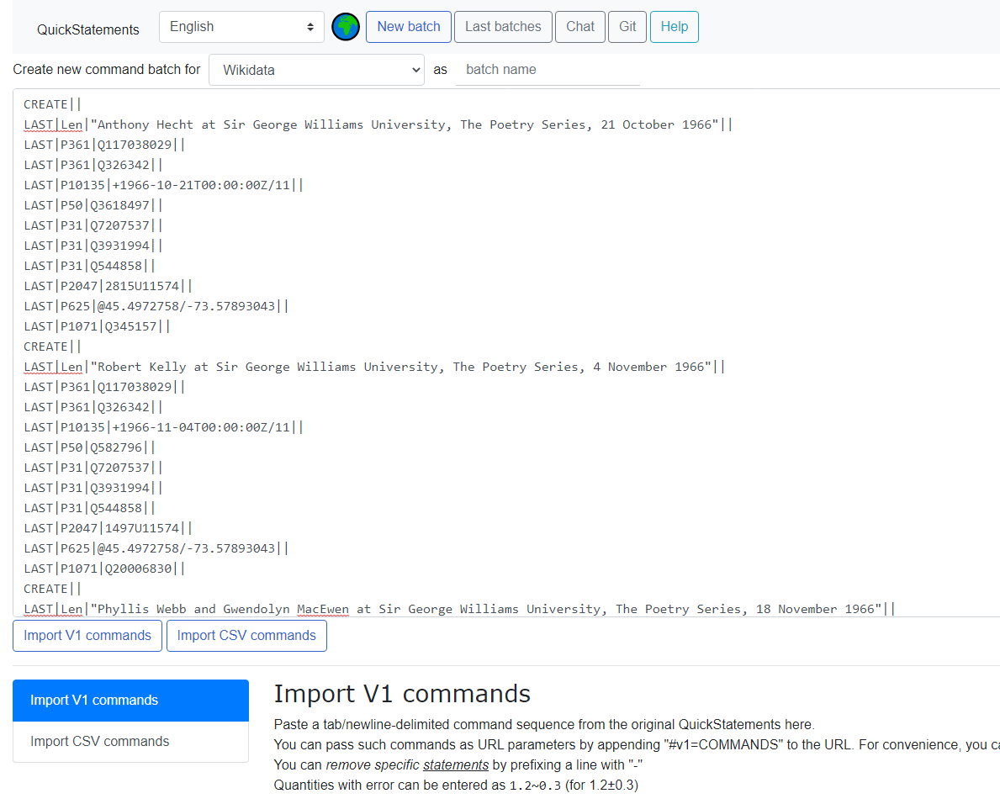 QuickStatements English New batch Last batches Chat Git Help
Create new command batch for Wikidata as batch name
CREATE||
LAST|Len|"Anthony Hecht at Sir George Williams University, The Poetry Series, 21 October 1966"||
LAST|P361|Q117038029||
LAST|P361|Q326342||
LAST|P10135|+1966-10-21T00:00:00Z/11||
LAST|P50|Q3618497||
LAST|P31|Q7207537||
LAST|P31|Q3931994||
LAST|P31|Q544858||
LAST|P2047|2815U11574||
LAST|P625|@45.4972758/-73.57893043||
LAST|P1071|Q345157||
CREATE||
LAST|Len|"Robert Kelly at Sir George Williams University, The Poetry Series, 4 November 1966"||
LAST|P361|Q117038029||
LAST|P361|Q326342||
LAST|P10135|+1966-11-04T00:00:00Z/11||
LAST|P50|Q582796||
LAST|P31|Q7207537||
LAST|P31|Q3931994||
LAST|P31|Q544858||
LAST|P2047|1497U11574||
LAST|P625|@45.4972758/-73.57893043||
LAST|P1071|Q20006830||
CREATE||
LAST|Len|"Phyllis Webb and Gwendolyn MacEwen at Sir George Williams University, The Poetry Series, 18 November 1966"||
Import V1 commands Import CSV commands
Import V1 commands
Import CSV commands
Import V1 commands
Paste a tab/newline-delimited command sequence from the original QuickStatements here.
You can pass such commands as URL parameters by appending "#v1=COMMANDS" to the URL. For convenience, you
You can remove specific statements by prefixing a line with "-"
Quantities with error can be entered as 1.2~0.3 (for 1.2±0.3)